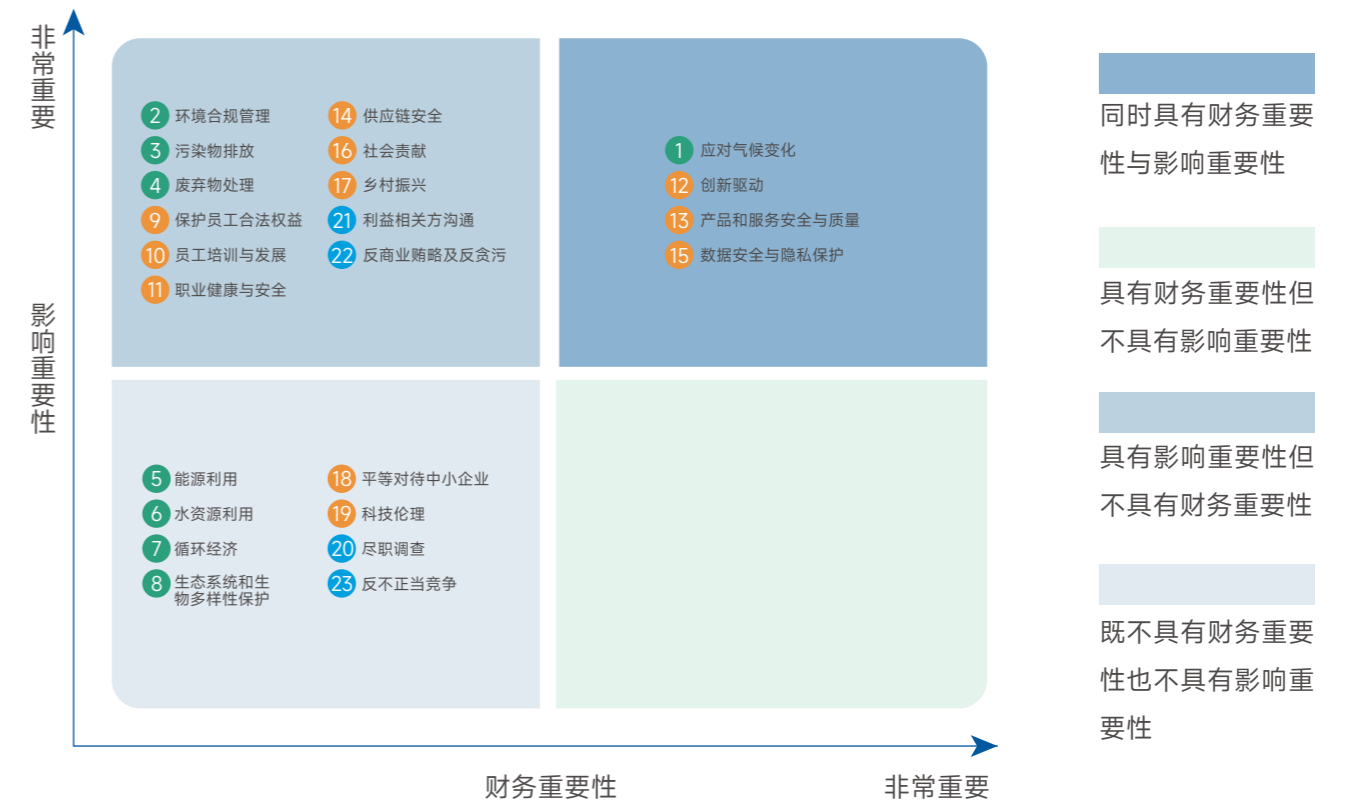 非常重要
影响重要性
2 环境合规管理
3 污染物排放
4 废弃物处理
9 保护员工合法权益
10 员工培训与发展
11 职业健康与安全
14 供应链安全
16 社会责献
17 乡村振兴
21 利益相关方沟通
22 反商业贿略及反贪污
1 应对气候变化
12 创新驱动
13 产品和服务安全与质量
15 数据安全与隐私保护
5 能源利用
6 水资源利用
7 循环经济
8 生态系统和生
物多样性保护
18 平等对待中小企业
19 科技伦理
20 尽职调查
23 反不正当竞争
财务重要性
非常重要
同时具有财务重要
性与影响重要性
具有财务重要性但
不具有影响重要性
具有影响重要性但
不具有财务重要性
既不具有财务重要
性也不具有影响重
要性